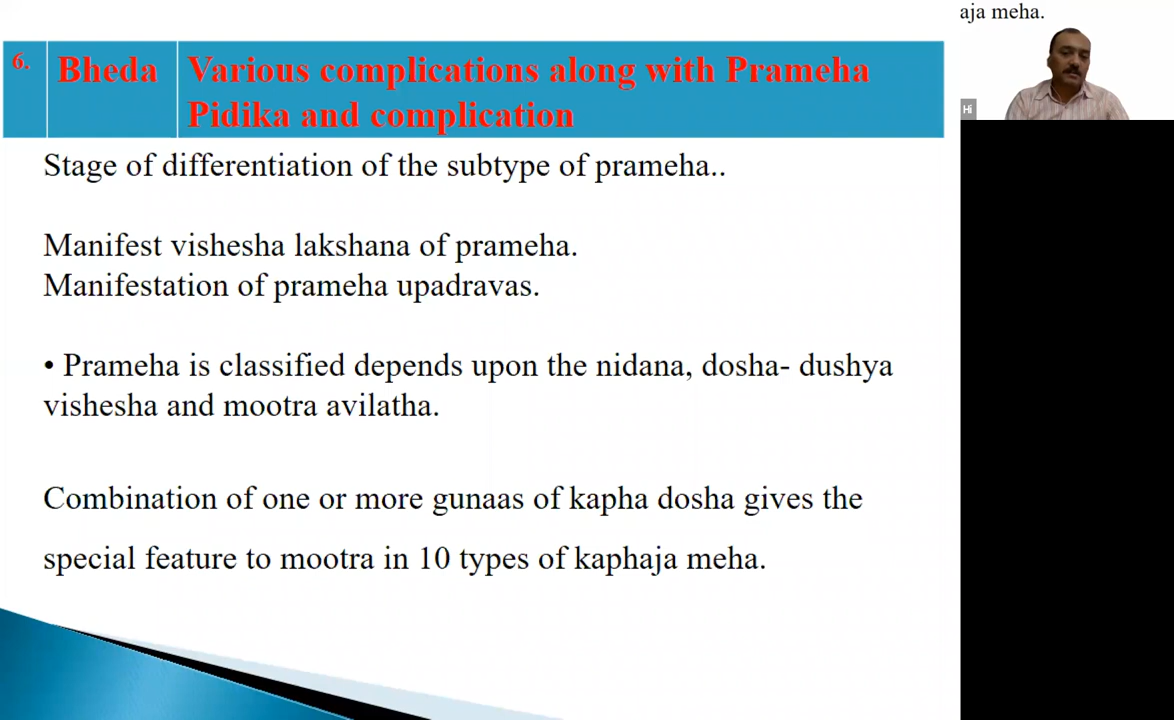 aja meha.
6. Bheda Various complications along with Prameha
Pidika and complication
Hi
Stage of differentiation of the subtype of prameha..
Manifest vishesha lakshana of prameha.
Manifestation of prameha upadravas.
• Prameha is classified depends upon the nidana, dosha- dushya
vishesha and mootra avilatha.
Combination of one or more gunaas of kapha dosha gives the
special feature to mootra in 10 types of kaphaja meha.